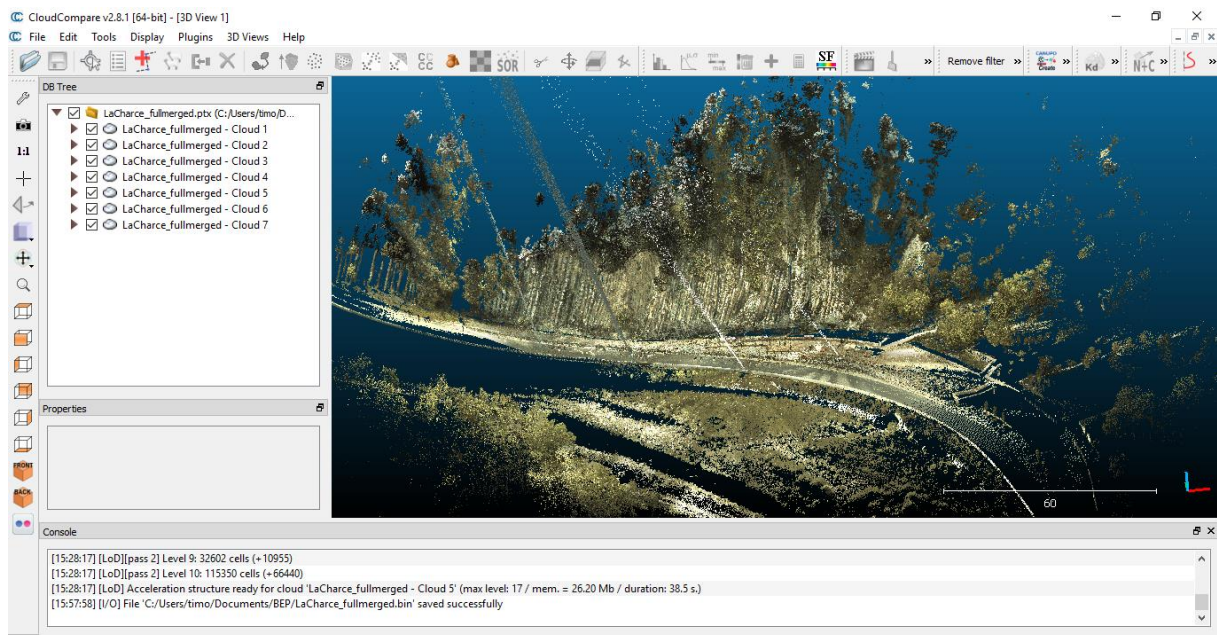 CloudCompare v2.8.1 [64-bit] - [3D View 1]
File Edit Tools Display Plugins 3D Views Help
CC SOR SF Remove filter » CANUPO Create » Kd » N+C » S »
DB Tree
LaCharce_fullmerged.ptx (C:/Users/timo/D...
LaCharce_fullmerged - Cloud 1
LaCharce_fullmerged - Cloud 2
LaCharce_fullmerged - Cloud 3
LaCharce_fullmerged - Cloud 4
LaCharce_fullmerged - Cloud 5
LaCharce_fullmerged - Cloud 6
LaCharce_fullmerged - Cloud 7
1:1
Properties
FRONT
BACK
60
Console
[15:28:17] [LoD][pass 2] Level 9: 32602 cells (+10955)
[15:28:17] [LoD][pass 2] Level 10: 115350 cells (+66440)
[15:28:17] [LoD] Acceleration structure ready for cloud 'LaCharce_fullmerged - Cloud 5' (max level: 17 / mem. = 26.20 Mb / duration: 38.5 s.)
[15:57:58] [I/O] File 'C:/Users/timo/Documents/BEP/LaCharce_fullmerged.bin' saved successfully